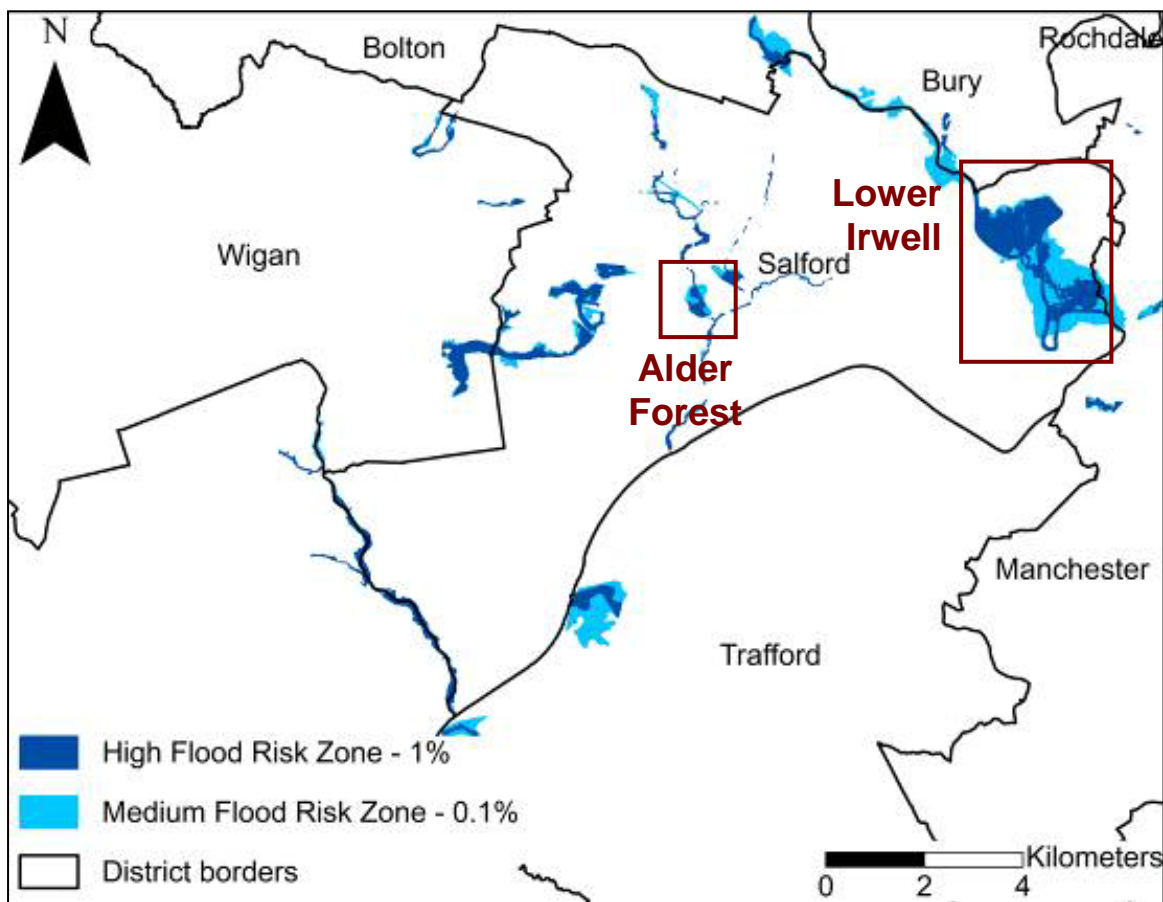 N
Bolton
Rochdale
Bury
Lower
Irwell
Wigan
Salford
Alder
Forest
Manchester
Trafford
High Flood Risk Zone - 1%
Medium Flood Risk Zone - 0.1%
District borders
Kilometers
0 2 4